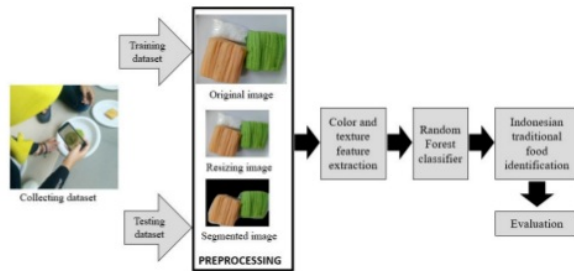 Training
dataset
Original image
Collecting dataset
Resizing image
Testing
dataset
Segmented image
PREPROCESSING
Color and
texture
feature
extraction
Random
Forest
classifier
Indonesian
traditional
food
identification
Evaluation